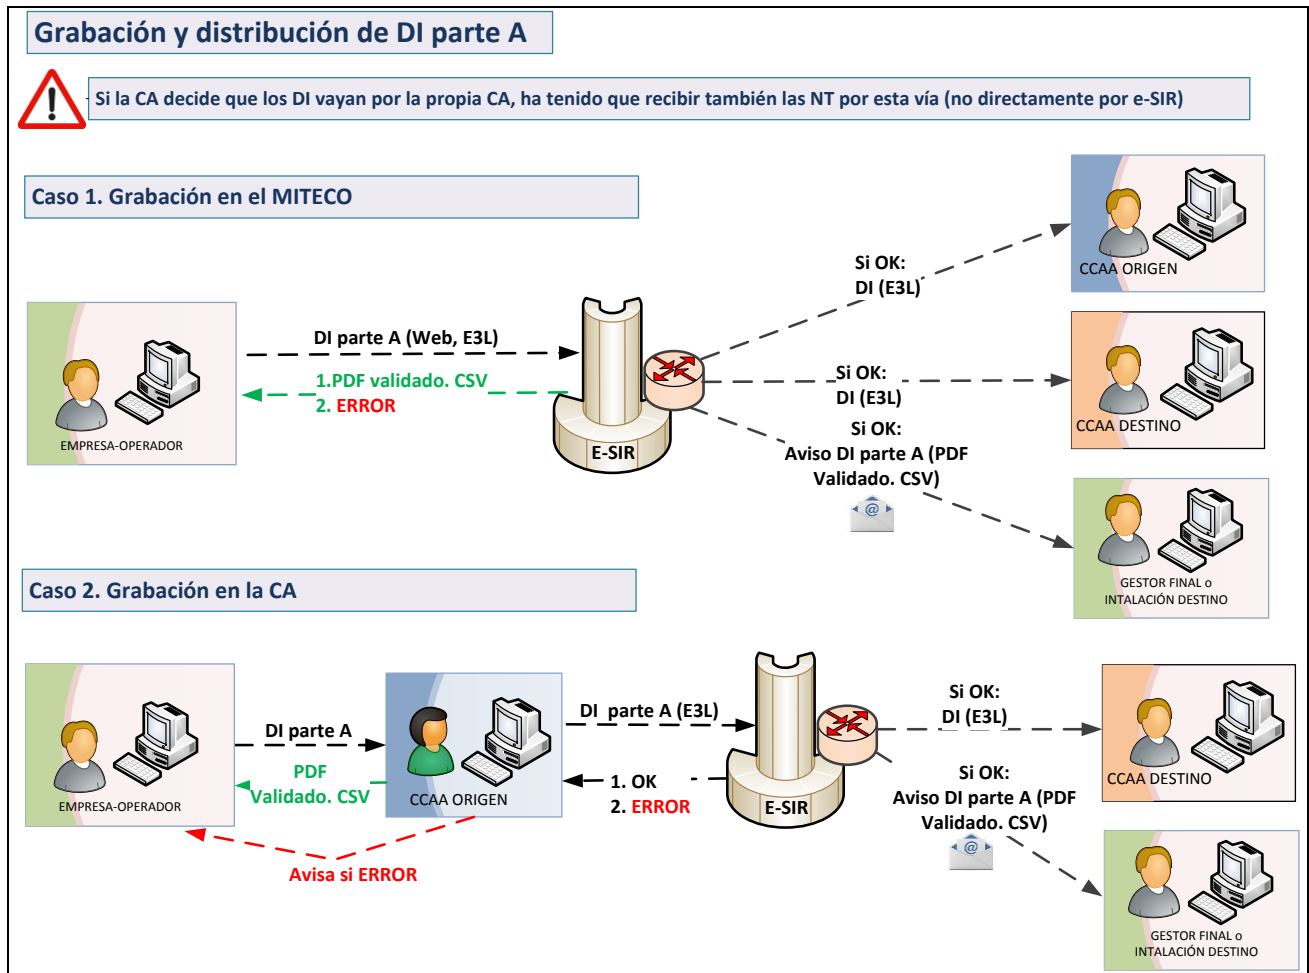 Grabación y distribución de DI parte A
Si la CA decide que los DI vayan por la propia CA, ha tenido que recibir también las NT por esta vía (no directamente por e-SIR)
Caso 1. Grabación en el MITECO
EMPRESA-OPERADOR
DI parte A (Web, E3L)
1.PDF validado. CSV
2. ERROR
E-SIR
Si OK:
DI (E3L)
CCAA ORIGEN
Si OK:
DI (E3L)
CCAA DESTINO
Si OK:
Aviso DI parte A (PDF
Validado. CSV)
@
GESTOR FINAL o
INTALACIÓN DESTINO
Caso 2. Grabación en la CA
EMPRESA-OPERADOR
DI parte A
PDF
Validado. CSV
Avisa si ERROR
CCAA ORIGEN
DI  parte A (E3L)
1. OK
2. ERROR
E-SIR
Si OK:
DI (E3L)
CCAA DESTINO
Si OK:
Aviso DI parte A (PDF
Validado. CSV)
@
GESTOR FINAL o
INTALACIÓN DESTINO